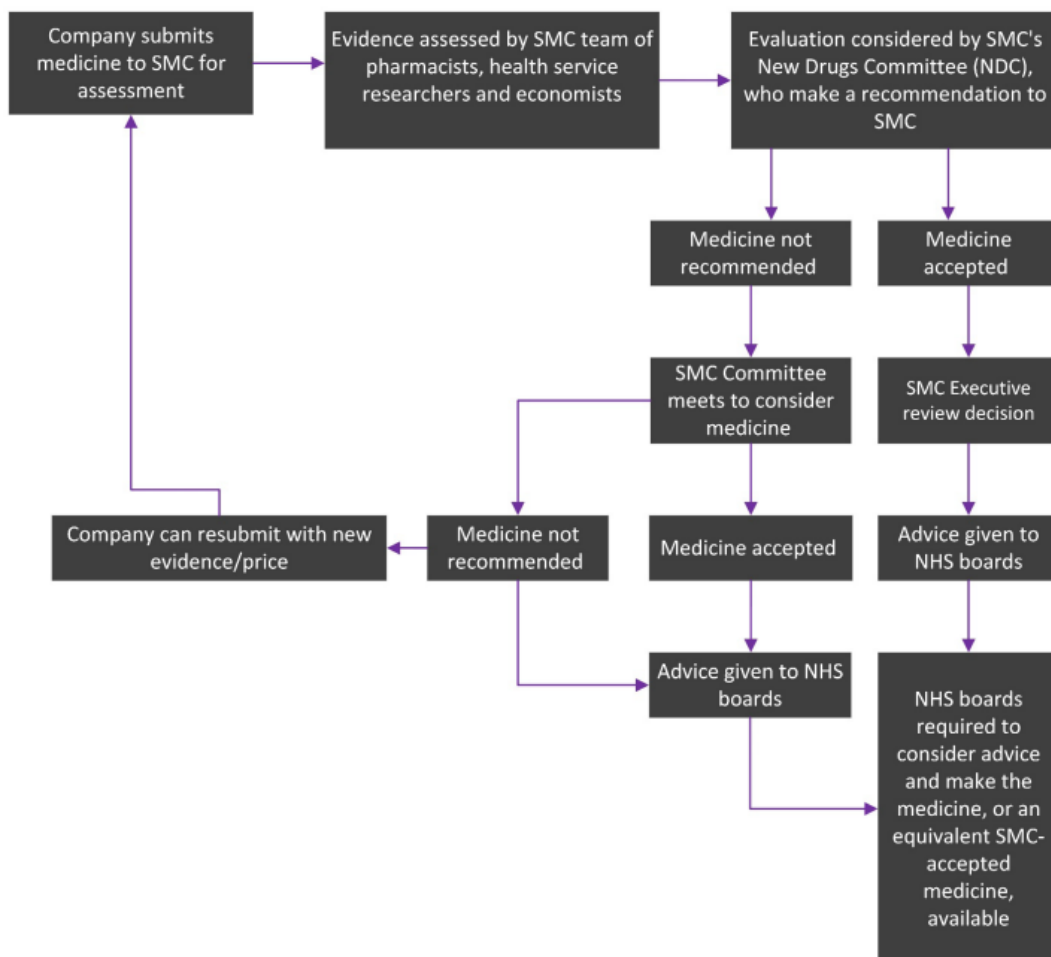 Company submits
medicine to SMC for
assessment
Evidence assessed by SMC team of
pharmacists, health service
researchers and economists
Evaluation considered by SMC's
New Drugs Committee (NDC),
who make a recommendation to
SMC
Medicine not
recommended
Medicine
accepted
SMC Committee
meets to consider
medicine
SMC Executive
review decision
Company can resubmit with new
evidence/price
Medicine not
recommended
Medicine accepted
Advice given to
NHS boards
Advice given to NHS
boards
NHS boards
required to
consider advice
and make the
medicine, or an
equivalent SMC-
accepted
medicine,
available